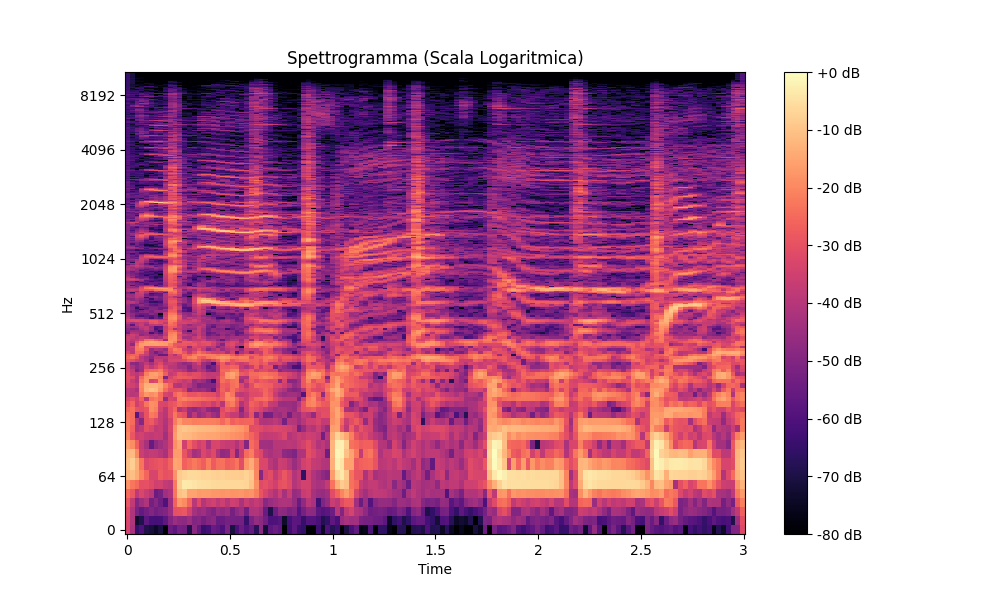 Spettrogramma (Scala Logaritmica)
8192
4096
2048
1024
512
256
128
64
0
Hz
0
0.5
1
1.5
2
2.5
3
Time
+0 dB
-10 dB
-20 dB
-30 dB
-40 dB
-50 dB
-60 dB
-70 dB
-80 dB